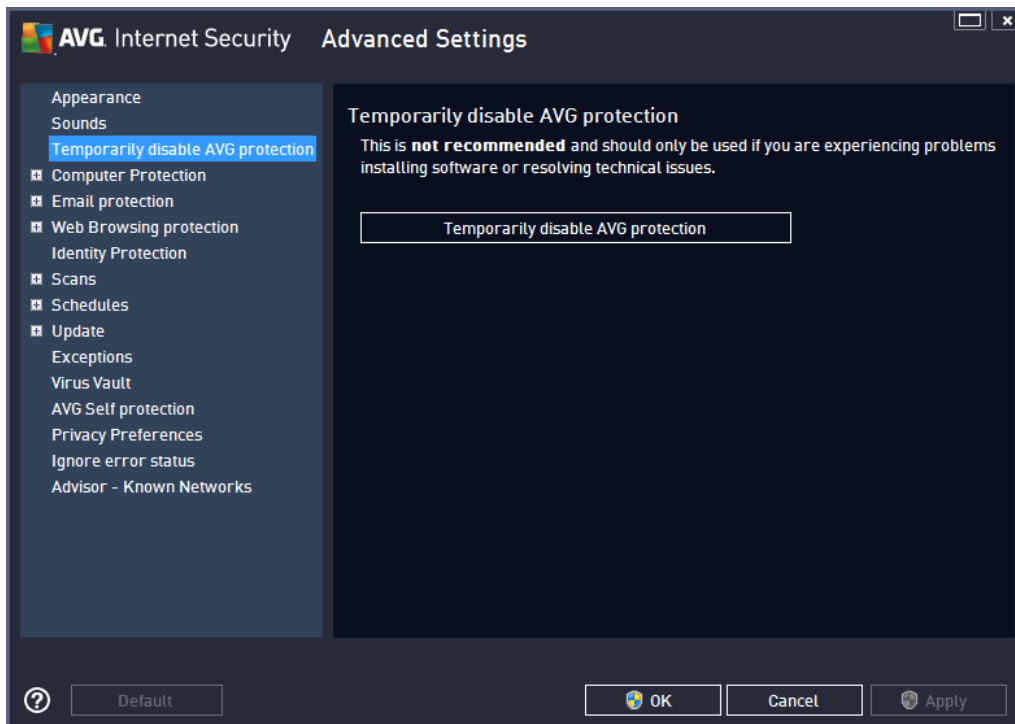 AVG. Internet Security Advanced Settings
Appearance
Sounds
Temporarily disable AVG protection
Computer Protection
Email protection
Web Browsing protection
Identity Protection
Scans
Schedules
Update
Exceptions
Virus Vault
AVG Self protection
Privacy Preferences
Ignore error status
Advisor - Known Networks
Temporarily disable AVG protection
This is not recommended and should only be used if you are experiencing problems
installing software or resolving technical issues.
Temporarily disable AVG protection
Default
OK
Cancel
Apply